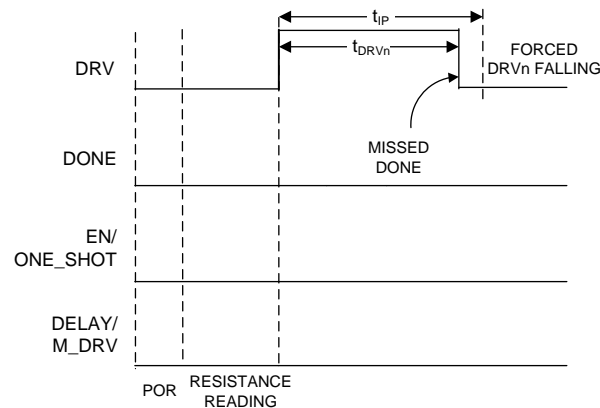 tIP
tDRVn
FORCED
DRVn FALLING
DRV
MISSED
DONE
DONE
EN/
ONE_SHOT
DELAY/
M_DRV
POR
RESISTANCE
READING